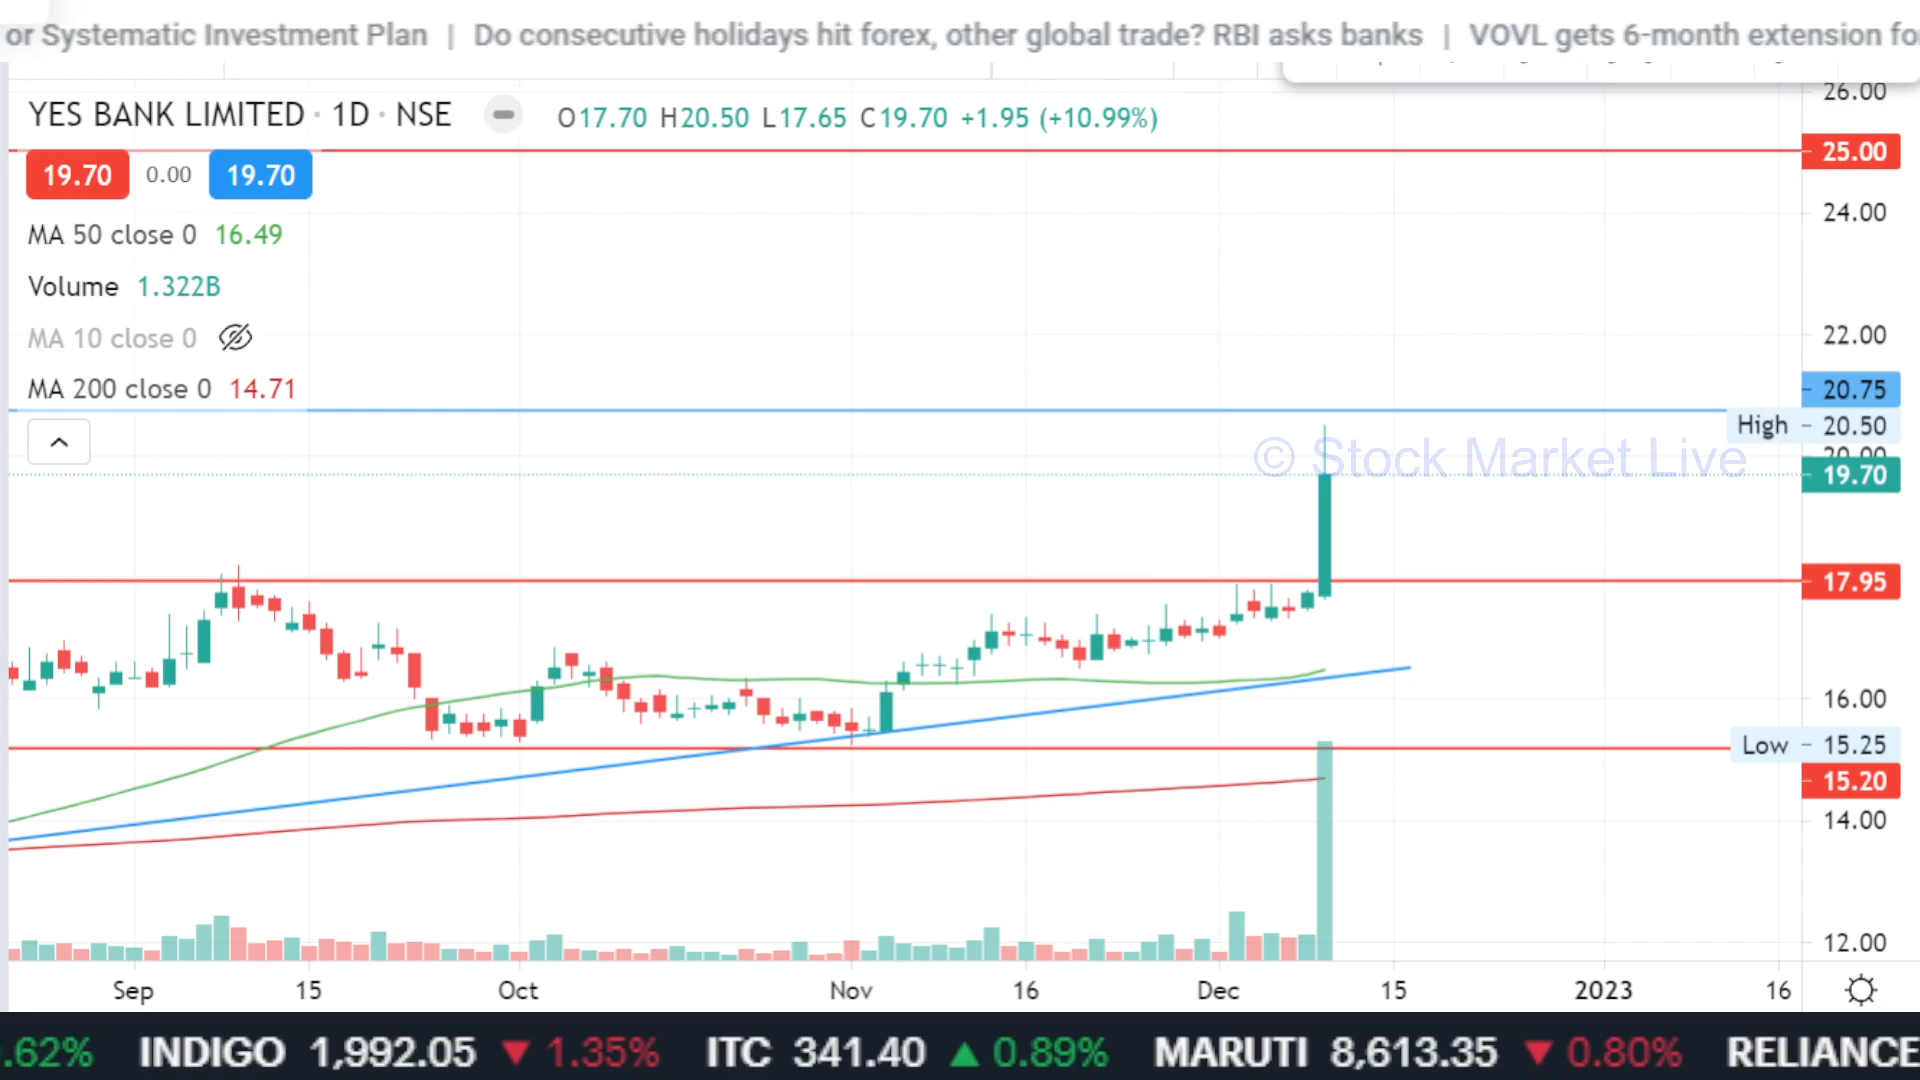 or Systematic Investment Plan | Do consecutive holidays hit forex, other global trade? RBI asks banks | VOVL gets 6-month extension fo
26.00
YES BANK LIMITED · 1D · NSE O17.70 H20.50 L17.65 C19.70 +1.95 (+10.99%)
25.00
19.70 0.00 19.70
24.00
MA 50 close 0 16.49
Volume 1.322B
22.00
MA 10 close 0
MA 200 close 0 14.71
20.75
High 20.50
© Stock Market Live
20.00
19.70
17.95
16.00
Low 15.25
15.20
14.00
12.00
Sep 15 Oct Nov 16 Dec 15 2023 16
.62% INDIGO 1,992.05 ▼ 1.35% ITC 341.40 ▲ 0.89% MARUTI 8,613.35 ▼ 0.80% RELIANCE